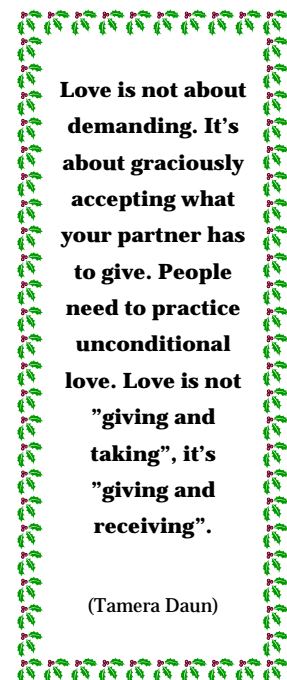 Love is not about
demanding. It’s
about graciously
accepting what
your partner has
to give. People
need to practice
unconditional
love. Love is not
”giving and
taking”, it’s
”giving and
receiving”.
(Tamera Daun)